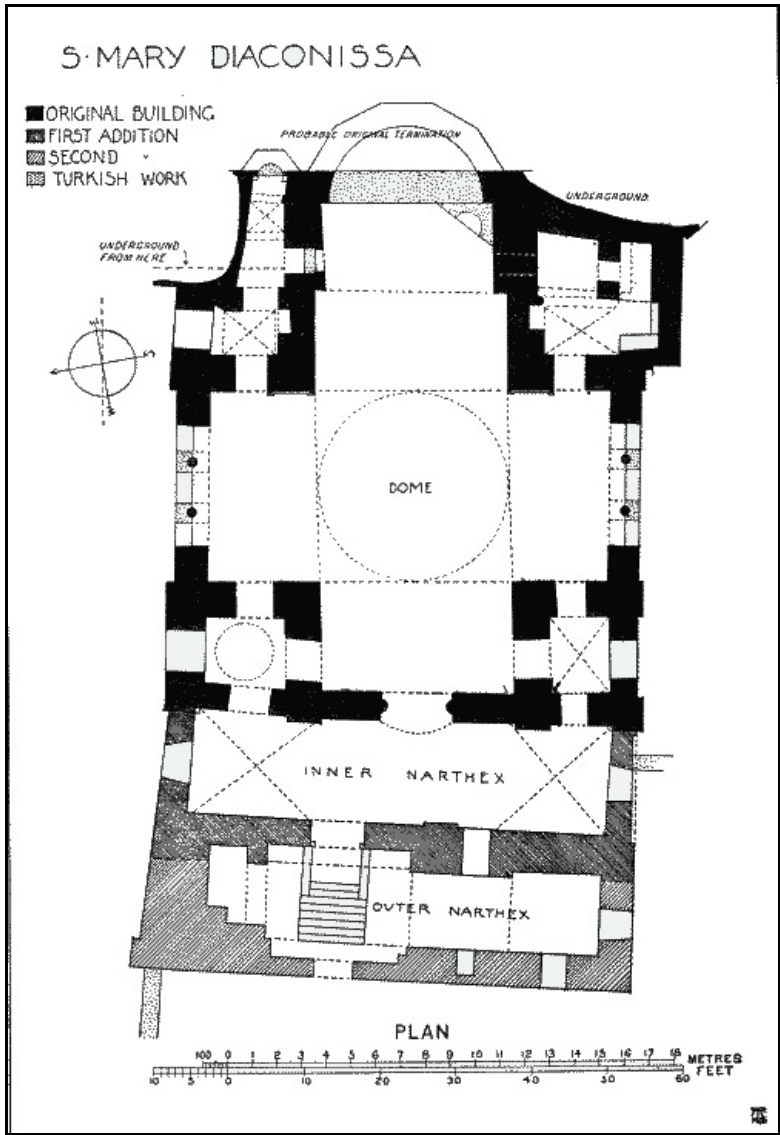 S·MARY DIACONISSA
ORIGINAL BUILDING
FIRST ADDITION
SECOND "
TURKISH WORK
PROBABLE ORIGINAL TERMINATION
UNDERGROUND.
UNDERGROUND
FROM HERE
E
S
W
DOME
INNER NARTHEX
OUTER NARTHEX
PLAN
100 0 1 2 3 4 5 6 7 8 9 10 11 12 13 14 15 16 17 18 METRES
10 5 0 10 20 30 40 50 60 FEET